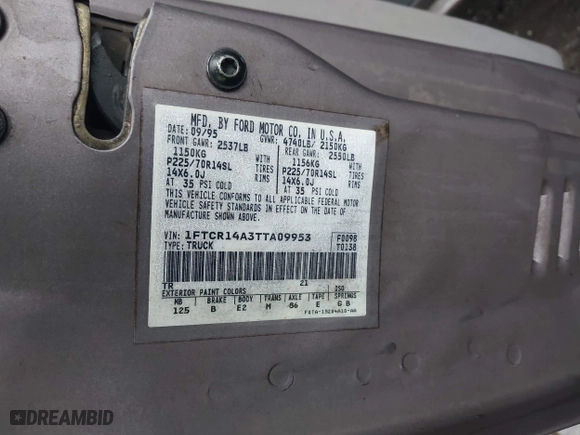 MFD. BY FORD MOTOR CO. IN U.S.A.
DATE: 09/95 GVWR: 4740LB/ 2150KG
FRONT GAWR: 2537LB REAR GAWR: 2550LB
1150KG WITH 1156KG WITH
P225/70R14SL TIRES P225/70R14SL TIRES
14X6.0J RIMS 14X6.0J RIMS
AT 35 PSI COLD AT 35 PSI COLD
THIS VEHICLE CONFORMS TO ALL APPLICABLE FEDERAL MOTOR
VEHICLE SAFETY STANDARDS IN EFFECT ON THE DATE OF
MANUFACTURE SHOWN ABOVE.
VIN: 1FTCR14A3TTA09953 F0098
TYPE: TRUCK T0138
TR 21
EXTERIOR PAINT COLORS DSO
WB BRAKE BODY TRANS AXLE TAPE SPRINGS
125 B E2 M 86 E G B
DREAMBID